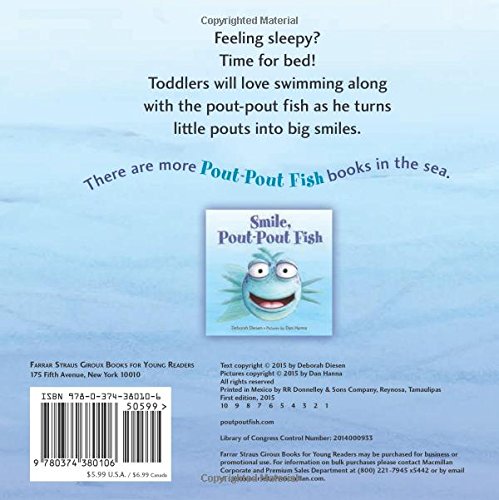 Copyrighted Material
Feeling sleepy?
Time for bed!
Toddlers will love swimming along
with the pout-pout fish as he turns
little pouts into big smiles.
There are more Pout-Pout Fish books in the sea.
Smile,
Pout-Pout Fish
Deborah Diesen Pictures by Dan Hanna
Farrar Straus Giroux Books for Young Readers
175 Fifth Avenue, New York 10010
ISBN 978-0-374-38010-6
50599>
9 780374 380106
$5.99 U.S.A. / $6.99 Canada
Text copyright © 2015 by Deborah Diesen
Pictures copyright © 2015 by Dan Hanna
All rights reserved
Printed in Mexico by RR Donnelley & Sons Company, Reynosa, Tamaulipas
First edition, 2015
10 9 8 7 6 5 4 3 2 1
poutpoutfish.com
Library of Congress Control Number: 2014000933
Farrar Straus Giroux Books for Young Readers may be purchased for business or
promotional use. For information on bulk purchases please contact Macmillan
Corporate and Premium Sales Department at (800) 221-7945 x5442 or by email
Copyrighted Material